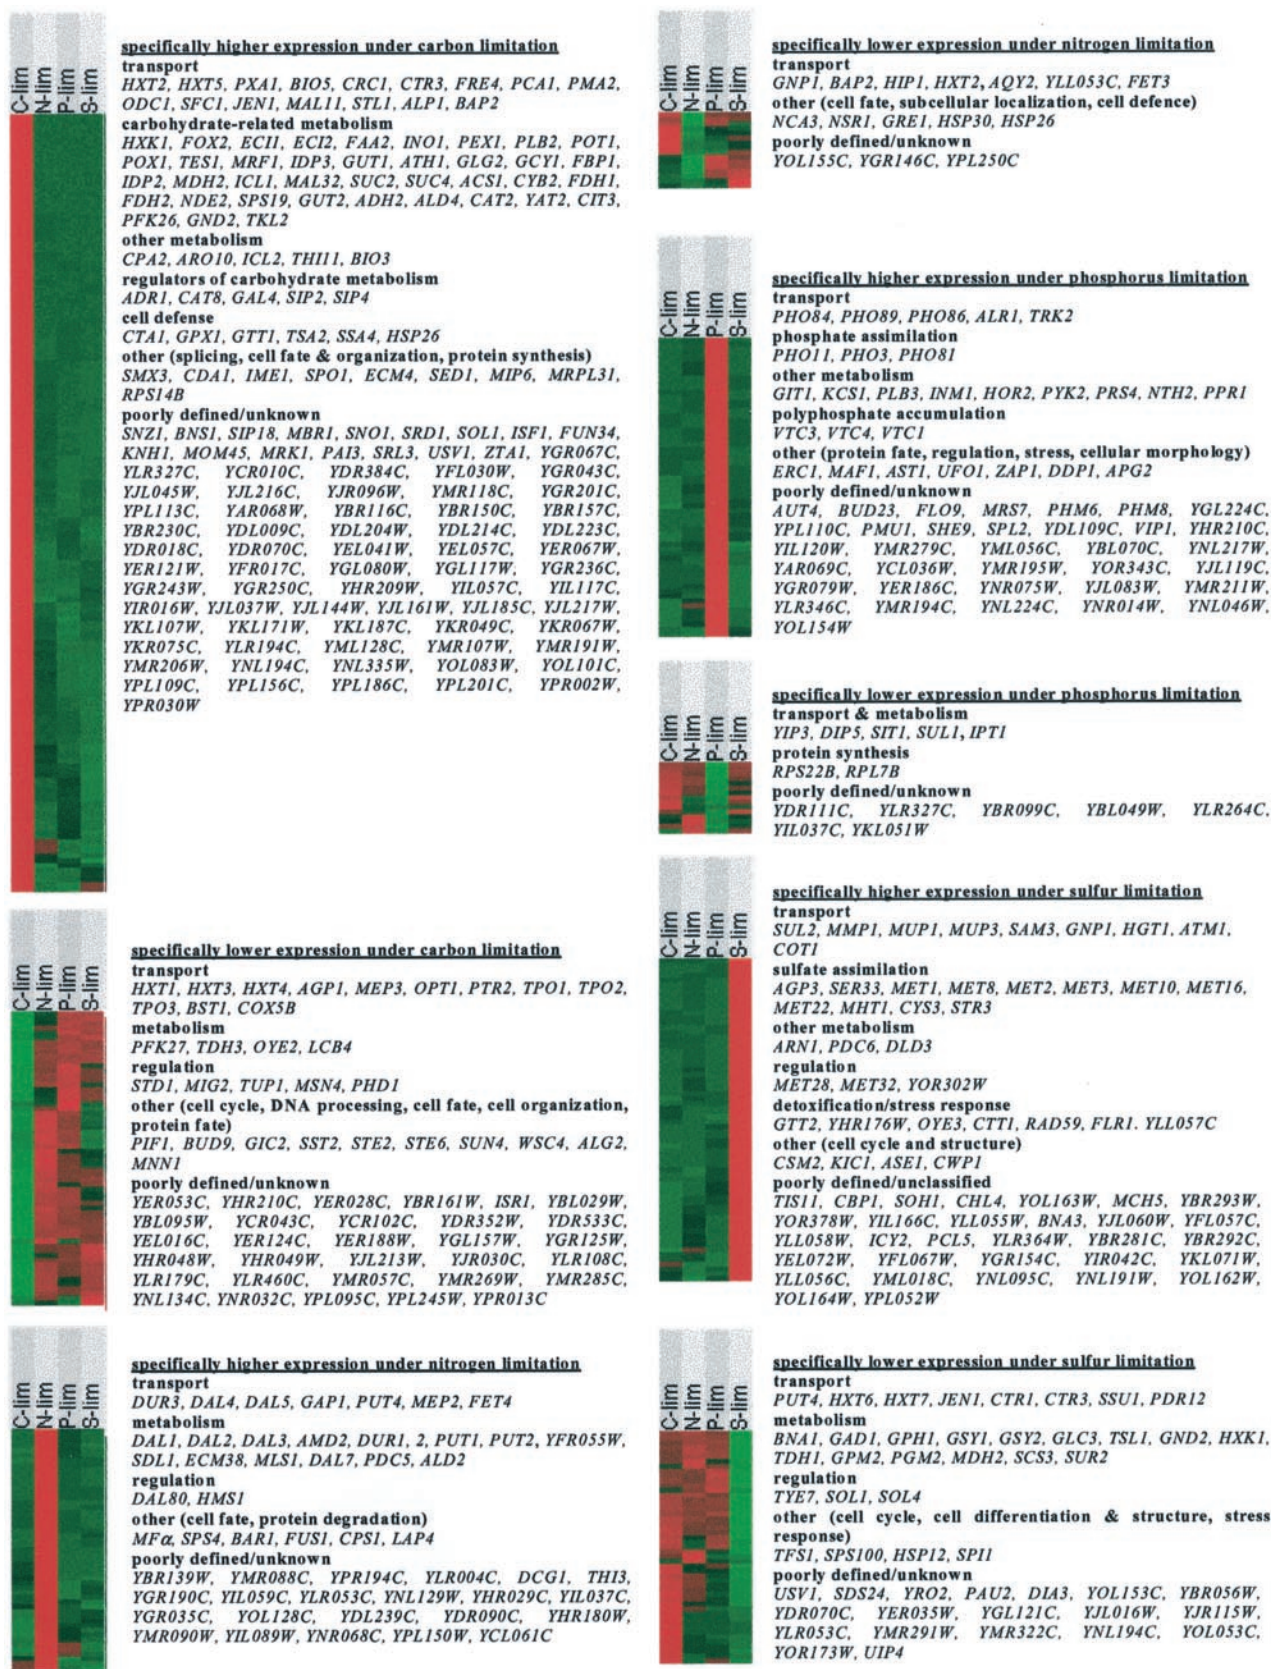 C-lim
N-lim
P-lim
S-lim
specifically higher expression under carbon limitation
transport
HXT2, HXT5, PXA1, BIO5, CRC1, CTR3, FRE4, PCA1, PMA2,
ODC1, SFC1, JEN1, MAL11, STL1, ALP1, BAP2
carbohydrate-related metabolism
HXK1, FOX2, ECI1, ECI2, FAA2, INO1, PEX1, PLB2, POT1,
POX1, TES1, MRF1, IDP3, GUT1, ATH1, GLG2, GCY1, FBP1,
IDP2, MDH2, ICL1, MAL32, SUC2, SUC4, ACS1, CYB2, FDH1,
FDH2, NDE2, SPS19, GUT2, ADH2, ALD4, CAT2, YAT2, CIT3,
PFK26, GND2, TKL2
other metabolism
CPA2, ARO10, ICL2, THI11, BIO3
regulators of carbohydrate metabolism
ADR1, CAT8, GAL4, SIP2, SIP4
cell defense
CTA1, GPX1, GTT1, TSA2, SSA4, HSP26
other (splicing, cell fate & organization, protein synthesis)
SMX3, CDA1, IME1, SPO1, ECM4, SED1, MIP6, MRPL31,
RPS14B
poorly defined/unknown
SNZ1, BNS1, SIP18, MBR1, SNO1, SRD1, SOL1, ISF1, FUN34,
KNH1, MOM45, MRK1, PAI3, SRL3, USV1, ZTA1, YGR067C,
YLR327C, YCR010C, YDR384C, YFL030W, YGR043C,
YJL045W, YJL216C, YJR096W, YMR118C, YGR201C,
YPL113C, YAR068W, YBR116C, YBR150C, YBR157C,
YBR230C, YDL009C, YDL204W, YDL214C, YDL223C,
YDR018C, YDR070C, YEL041W, YEL057C, YER067W,
YER121W, YFR017C, YGL080W, YGL117W, YGR236C,
YGR243W, YGR250C, YHR209W, YIL057C, YIL117C,
YIR016W, YJL037W, YJL144W, YJL161W, YJL185C, YJL217W,
YKL107W, YKL171W, YKL187C, YKR049C, YKR067W,
YKR075C, YLR194C, YML128C, YMR107W, YMR191W,
YMR206W, YNL194C, YNL335W, YOL083W, YOL101C,
YPL109C, YPL156C, YPL186C, YPL201C, YPR002W,
YPR030W
C-lim
N-lim
P-lim
S-lim
specifically lower expression under carbon limitation
transport
HXT1, HXT3, HXT4, AGP1, MEP3, OPT1, PTR2, TPO1, TPO2,
TPO3, BST1, COX5B
metabolism
PFK27, TDH3, OYE2, LCB4
regulation
STD1, MIG2, TUP1, MSN4, PHD1
other (cell cycle, DNA processing, cell fate, cell organization,
protein fate)
PIF1, BUD9, GIC2, SST2, STE2, STE6, SUN4, WSC4, ALG2,
MNN1
poorly defined/unknown
YER053C, YHR210C, YER028C, YBR161W, ISR1, YBL029W,
YBL095W, YCR043C, YCR102C, YDR352W, YDR533C,
YEL016C, YER124C, YER188W, YGL157W, YGR125W,
YHR048W, YHR049W, YJL213W, YJR030C, YLR108C,
YLR179C, YLR460C, YMR057C, YMR269W, YMR285C,
YNL134C, YNR032C, YPL095C, YPL245W, YPR013C
C-lim
N-lim
P-lim
S-lim
specifically higher expression under nitrogen limitation
transport
DUR3, DAL4, DAL5, GAP1, PUT4, MEP2, FET4
metabolism
DAL1, DAL2, DAL3, AMD2, DUR1, 2, PUT1, PUT2, YFR055W,
SDL1, ECM38, MLS1, DAL7, PDC5, ALD2
regulation
DAL80, HMS1
other (cell fate, protein degradation)
MFα, SPS4, BAR1, FUS1, CPS1, LAP4
poorly defined/unknown
YBR139W, YMR088C, YPR194C, YLR004C, DCG1, THI3,
YGR190C, YIL059C, YLR053C, YNL129W, YHR029C, YIL037C,
YGR035C, YOL128C, YDL239C, YDR090C, YHR180W,
YMR090W, YIL089W, YNR068C, YPL150W, YCL061C
C-lim
N-lim
P-lim
S-lim
specifically lower expression under nitrogen limitation
transport
GNP1, BAP2, HIP1, HXT2, AQY2, YLL053C, FET3
other (cell fate, subcellular localization, cell defence)
NCA3, NSR1, GRE1, HSP30, HSP26
poorly defined/unknown
YOL155C, YGR146C, YPL250C
C-lim
N-lim
P-lim
S-lim
specifically higher expression under phosphorus limitation
transport
PHO84, PHO89, PHO86, ALR1, TRK2
phosphate assimilation
PHO11, PHO3, PHO81
other metabolism
GIT1, KCS1, PLB3, INM1, HOR2, PYK2, PRS4, NTH2, PPR1
polyphosphate accumulation
VTC3, VTC4, VTC1
other (protein fate, regulation, stress, cellular morphology)
ERC1, MAF1, AST1, UFO1, ZAP1, DDP1, APG2
poorly defined/unknown
AUT4, BUD23, FLO9, MRS7, PHM6, PHM8, YGL224C,
YPL110C, PMU1, SHE9, SPL2, YDL109C, VIP1, YHR210C,
YIL120W, YMR279C, YML056C, YBL070C, YNL217W,
YAR069C, YCL036W, YMR195W, YOR343C, YJL119C,
YGR079W, YER186C, YNR075W, YJL083W, YMR211W,
YLR346C, YMR194C, YNL224C, YNR014W, YNL046W,
YOL154W
C-lim
N-lim
P-lim
S-lim
specifically lower expression under phosphorus limitation
transport & metabolism
YIP3, DIP5, SIT1, SUL1, IPT1
protein synthesis
RPS22B, RPL7B
poorly defined/unknown
YDR111C, YLR327C, YBR099C, YBL049W, YLR264C,
YIL037C, YKL051W
C-lim
N-lim
P-lim
S-lim
specifically higher expression under sulfur limitation
transport
SUL2, MMP1, MUP1, MUP3, SAM3, GNP1, HGT1, ATM1,
COT1
sulfate assimilation
AGP3, SER33, MET1, MET8, MET2, MET3, MET10, MET16,
MET22, MHT1, CYS3, STR3
other metabolism
ARN1, PDC6, DLD3
regulation
MET28, MET32, YOR302W
detoxification/stress response
GTT2, YHR176W, OYE3, CTT1, RAD59, FLR1. YLL057C
other (cell cycle and structure)
CSM2, KIC1, ASE1, CWP1
poorly defined/unclassified
TIS11, CBP1, SOH1, CHL4, YOL163W, MCH5, YBR293W,
YOR378W, YIL166C, YLL055W, BNA3, YJL060W, YFL057C,
YLL058W, ICY2, PCL5, YLR364W, YBR281C, YBR292C,
YEL072W, YFL067W, YGR154C, YIR042C, YKL071W,
YLL056C, YML018C, YNL095C, YNL191W, YOL162W,
YOL164W, YPL052W
C-lim
N-lim
P-lim
S-lim
specifically lower expression under sulfur limitation
transport
PUT4, HXT6, HXT7, JEN1, CTR1, CTR3, SSU1, PDR12
metabolism
BNA1, GAD1, GPH1, GSY1, GSY2, GLC3, TSL1, GND2, HXK1,
TDH1, GPM2, PGM2, MDH2, SCS3, SUR2
regulation
TYE7, SOL1, SOL4
other (cell cycle, cell differentiation & structure, stress
response)
TFS1, SPS100, HSP12, SPI1
poorly defined/unknown
USV1, SDS24, YRO2, PAU2, DIA3, YOL153C, YBR056W,
YDR070C, YER035W, YGL121C, YJL016W, YJR115W,
YLR053C, YMR291W, YMR322C, YNL194C, YOL053C,
YOR173W, UIP4